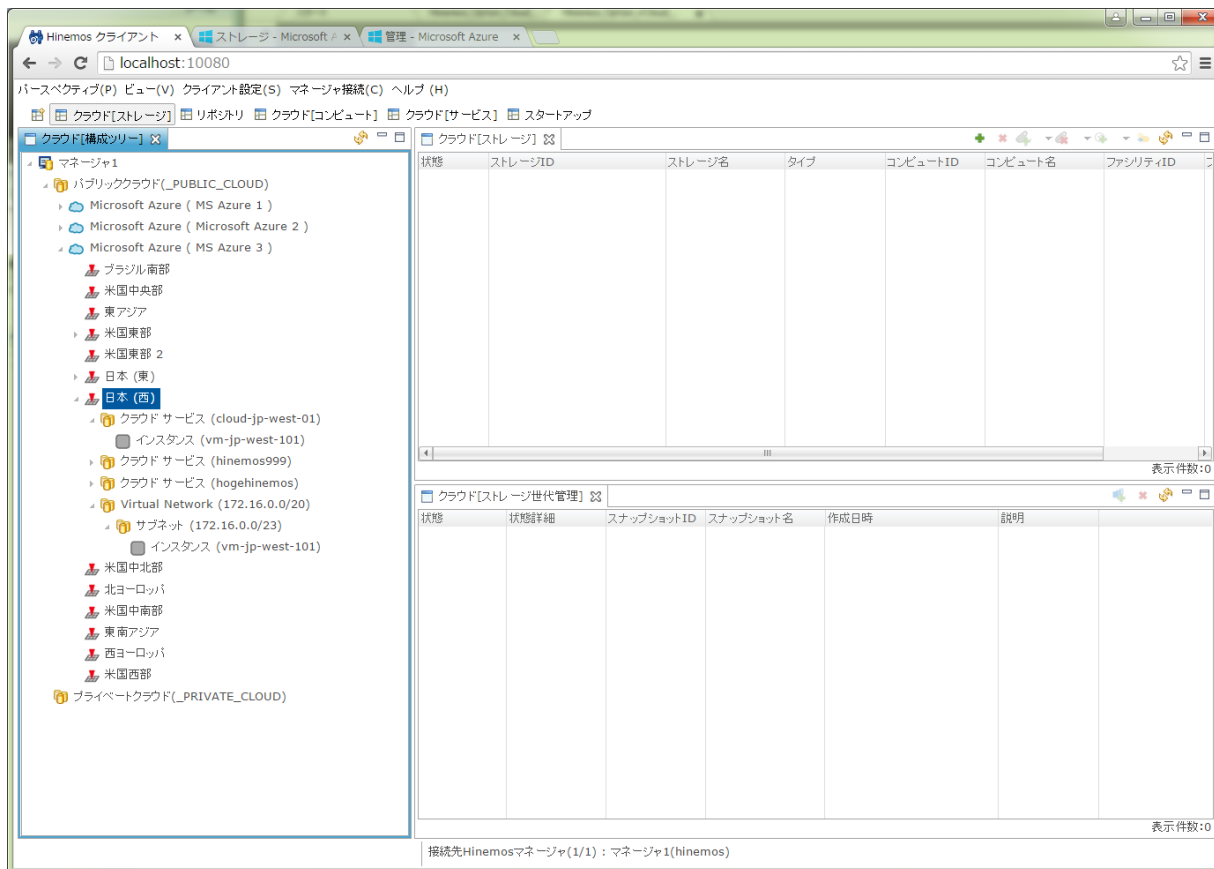 Hinemos クライアント
ストレージ - Microsoft A
管理 - Microsoft Azure
localhost:10080
パースペクティブ(P) ビュー(V) クライアント設定(S) マネージャ接続(C) ヘルプ (H)
クラウド[ストレージ] リポジトリ クラウド[コンピュート] クラウド[サービス] スタートアップ
クラウド[構成ツリー]
マネージャ1
パブリッククラウド(_PUBLIC_CLOUD)
Microsoft Azure ( MS Azure 1 )
Microsoft Azure ( Microsoft Azure 2 )
Microsoft Azure ( MS Azure 3 )
ブラジル南部
米国中央部
東アジア
米国東部
米国東部 2
日本 (東)
日本 (西)
クラウド サービス (cloud-jp-west-01)
インスタンス (vm-jp-west-101)
クラウド サービス (hinemos999)
クラウド サービス (hogehinemos)
Virtual Network (172.16.0.0/20)
サブネット (172.16.0.0/23)
インスタンス (vm-jp-west-101)
米国中北部
北ヨーロッパ
米国中南部
東南アジア
西ヨーロッパ
米国西部
プライベートクラウド(_PRIVATE_CLOUD)
クラウド[ストレージ]
状態 ストレージID ストレージ名 タイプ コンピュートID コンピュート名 ファシリティID
表示件数:0
クラウド[ストレージ世代管理]
状態 状態詳細 スナップショットID スナップショット名 作成日時 説明
表示件数:0
接続先Hinemosマネージャ(1/1) : マネージャ1(hinemos)